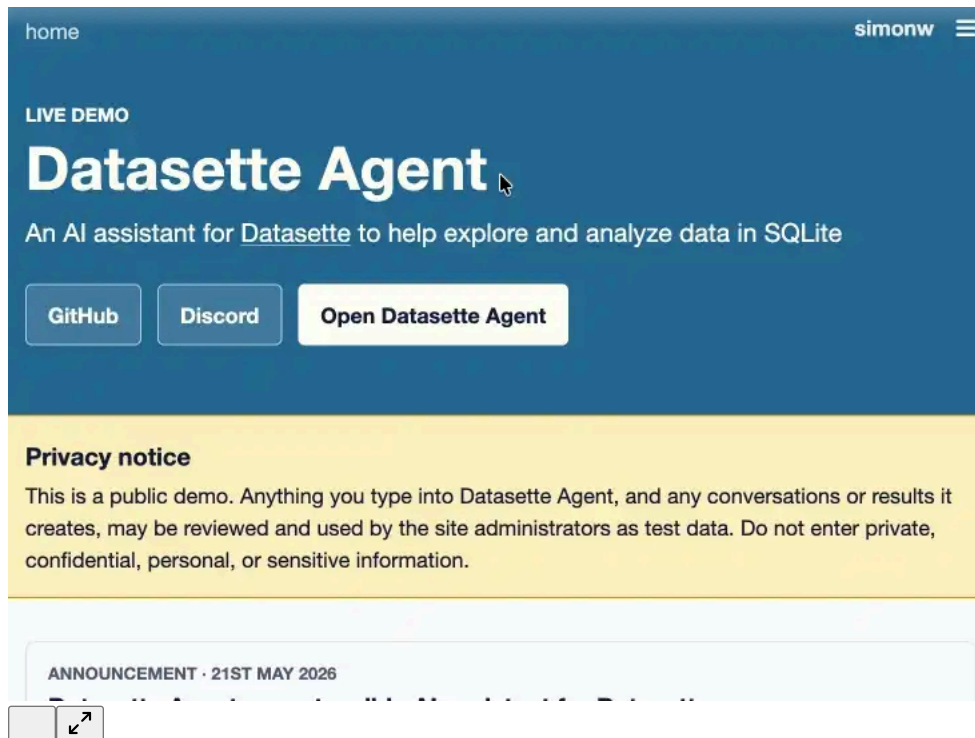 home
simonw
LIVE DEMO
Datasette Agent
An AI assistant for Datasette to help explore and analyze data in SQLite
GitHub
Discord
Open Datasette Agent
Privacy notice
This is a public demo. Anything you type into Datasette Agent, and any conversations or results it
creates, may be reviewed and used by the site administrators as test data. Do not enter private,
confidential, personal, or sensitive information.
ANNOUNCEMENT · 21ST MAY 2026